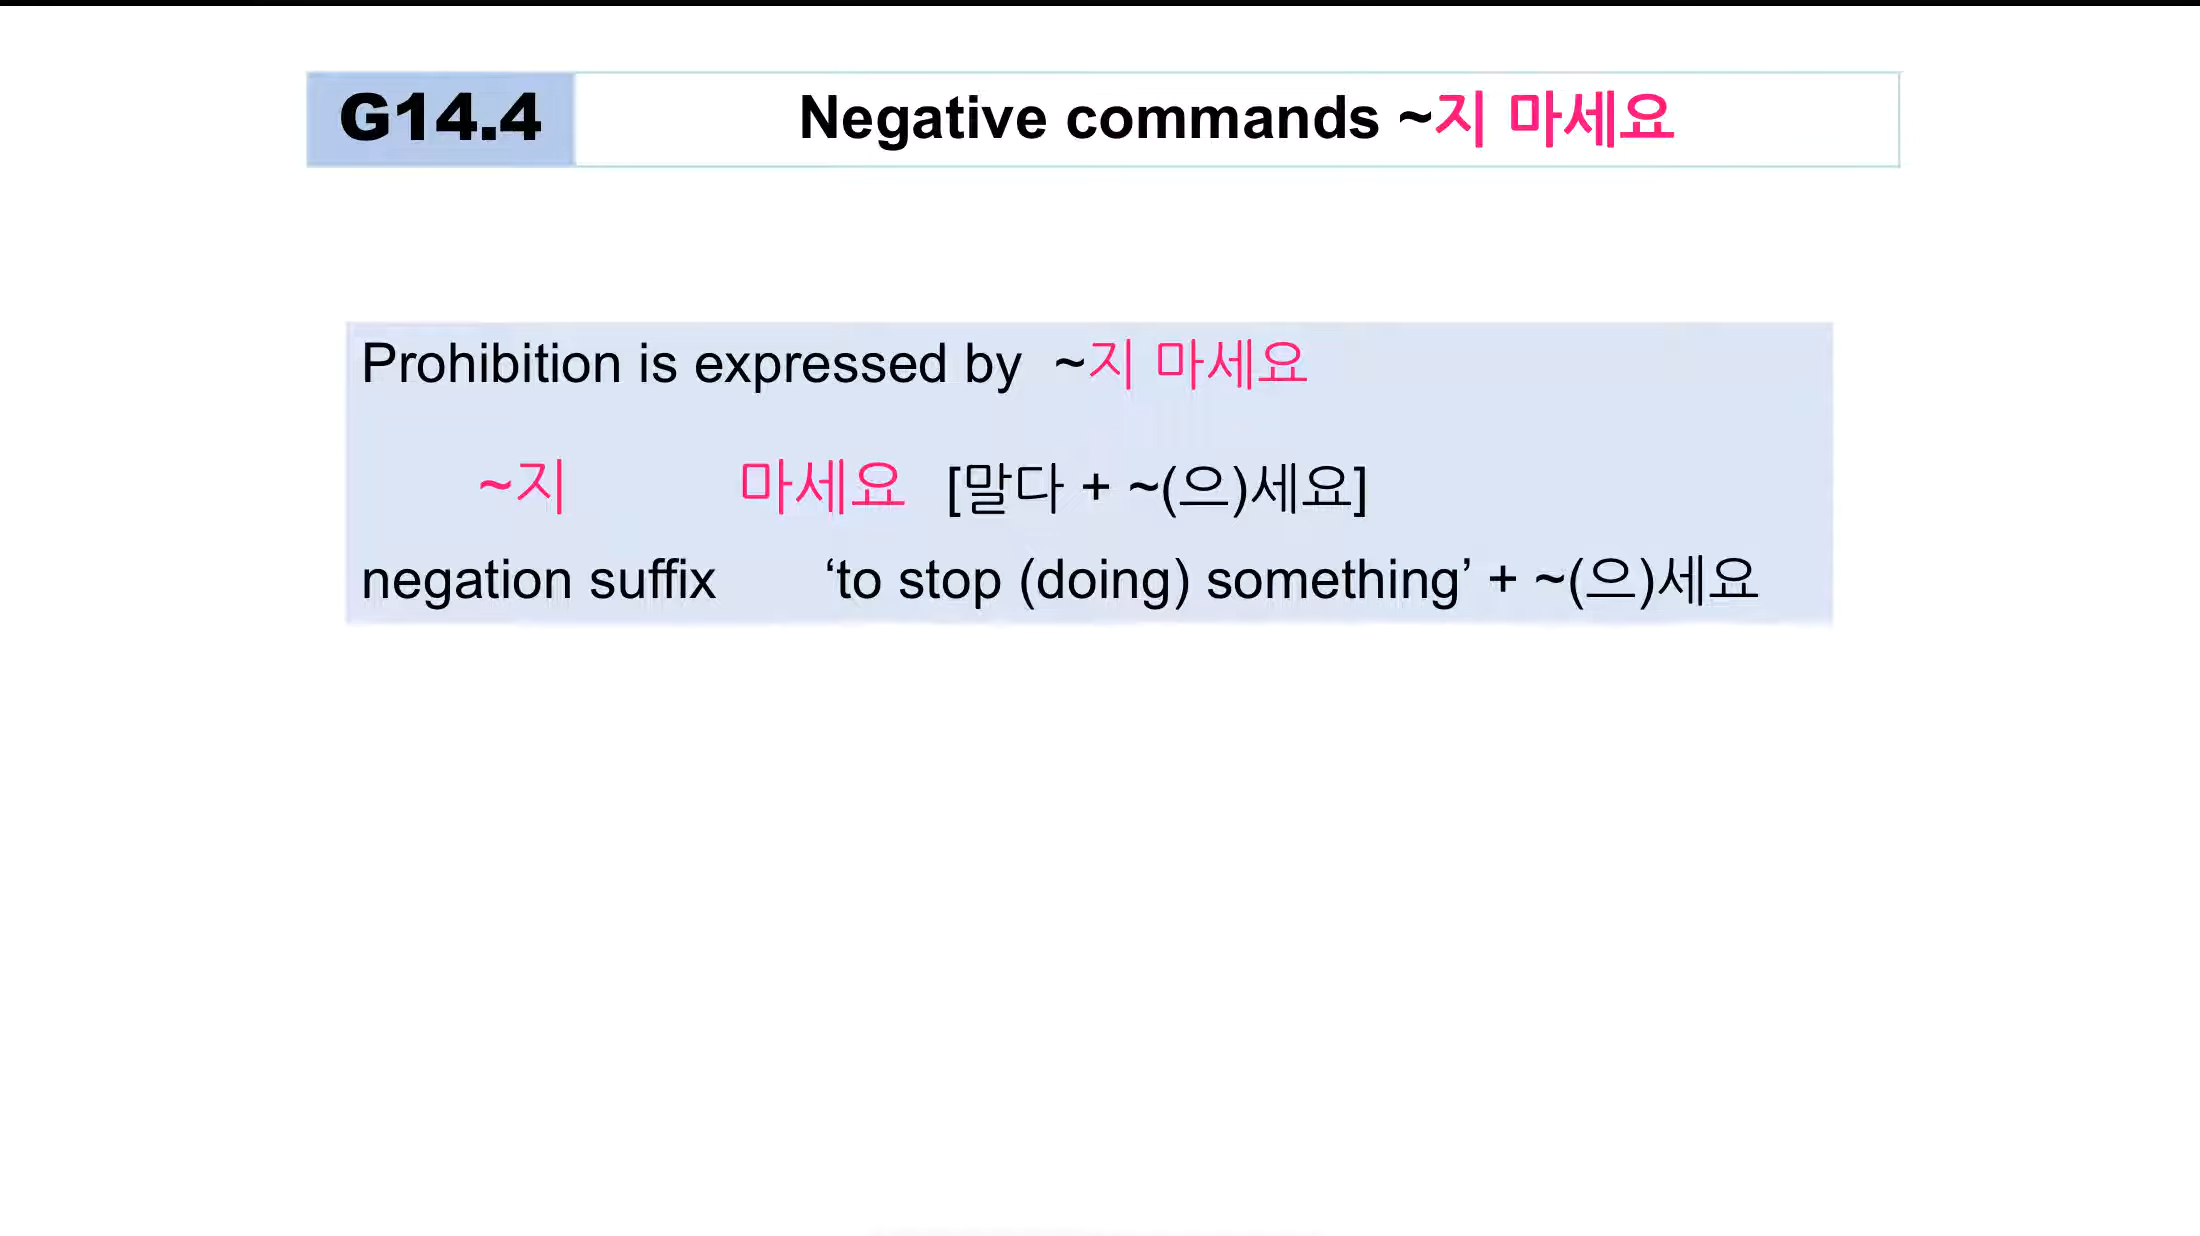 G14.4 Negative commands ~지 마세요
Prohibition is expressed by ~지 마세요
~지 마세요 [말다 + ~(으)세요]
negation suffix ‘to stop (doing) something’ + ~(으)세요